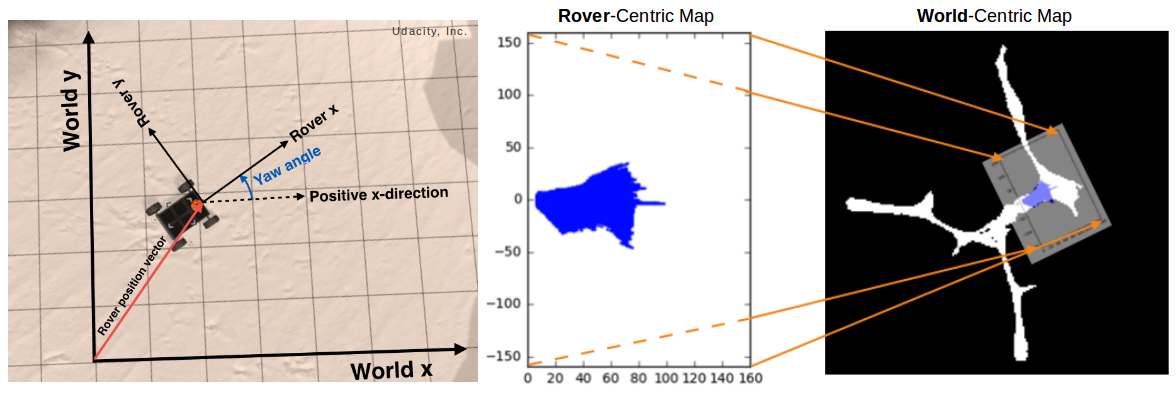 Udacity, Inc.
World y
Rover y
Rover x
Yaw angle
Positive x-direction
Rover position vector
World x
Rover-Centric Map
150
100
50
0
−50
−100
−150
0 20 40 60 80 100 120 140 160
World-Centric Map